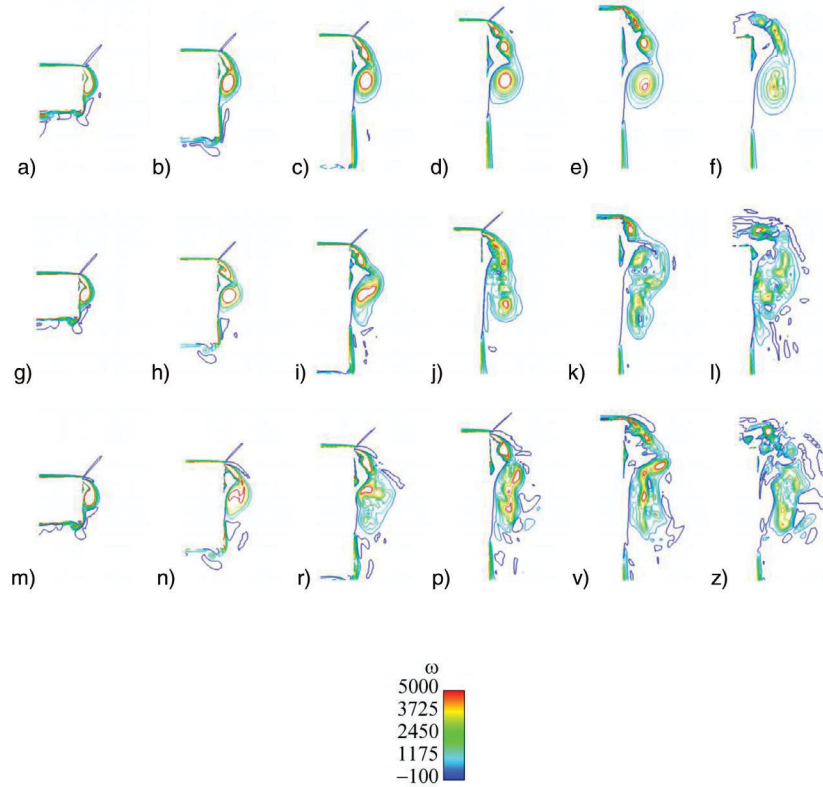 a) b) c) d) e) f)
g) h) i) j) k) l)
m) n) r) p) v) z)
ω
5000
3725
2450
1175
−100